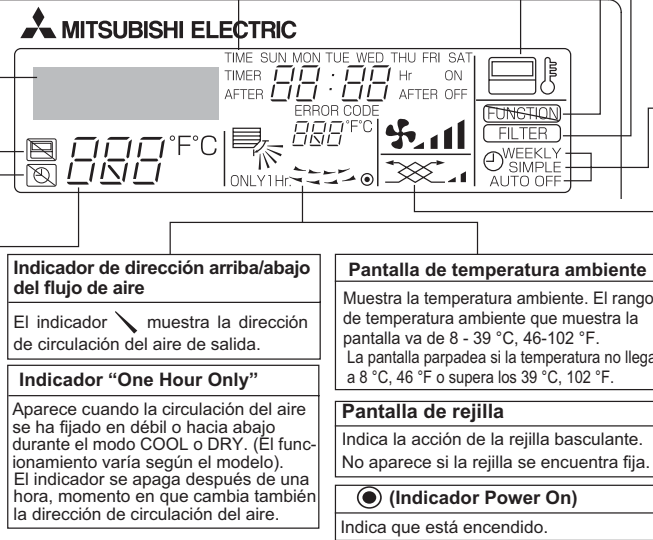 MITSUBISHI ELECTRIC
TIME SUN MON TUE WED THU FRI SAT
TIMER 88:88 Hr ON
AFTER AFTER OFF
ERROR CODE
888°F°C
888 °F°C
ONLY1Hr.
FUNCTION
FILTER
WEEKLY
SIMPLE
AUTO OFF
Indicador de dirección arriba/abajo
del flujo de aire
El indicador muestra la dirección
de circulación del aire de salida.
Indicador “One Hour Only”
Aparece cuando la circulación del aire
se ha fijado en débil o hacia abajo
durante el modo COOL o DRY. (El func-
ionamiento varía según el modelo).
El indicador se apaga después de una
hora, momento en que cambia también
la dirección de circulación del aire.
Pantalla de temperatura ambiente
Muestra la temperatura ambiente. El rango
de temperatura ambiente que muestra la
pantalla va de 8 - 39 °C, 46-102 °F.
La pantalla parpadea si la temperatura no llega
a 8 °C, 46 °F o supera los 39 °C, 102 °F.
Pantalla de rejilla
Indica la acción de la rejilla basculante.
No aparece si la rejilla se encuentra fija.
(Indicador Power On)
Indica que está encendido.